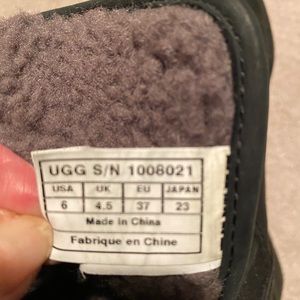 UGG S/N 1008021
USA UK EU JAPAN
6 4.5 37 23
Made in China
Fabrique en Chine